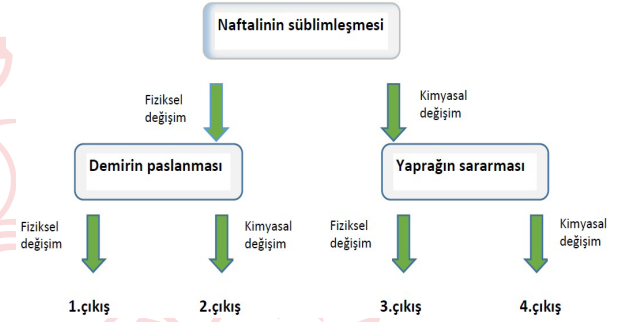 Naftalinin süblimleşmesi
Fiziksel
değişim
Kimyasal
değişim
Demirin paslanması
Yaprağın sararması
Fiziksel
değişim
Kimyasal
değişim
Fiziksel
değişim
Kimyasal
değişim
1.çıkış
2.çıkış
3.çıkış
4.çıkış